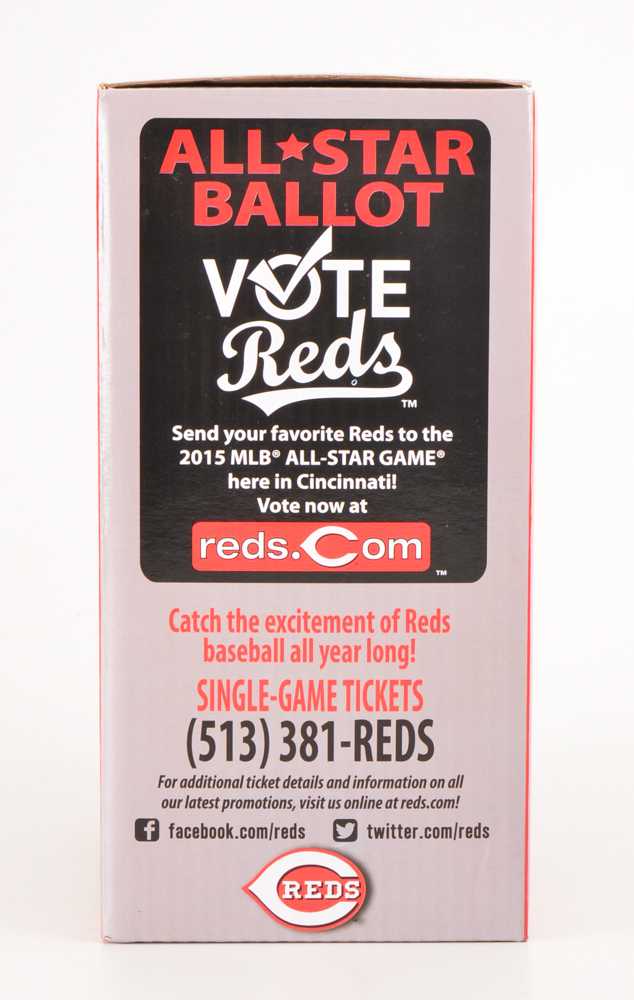 ALL★STAR
BALLOT
VOTE
Reds
TM
Send your favorite Reds to the
2015 MLB® ALL-STAR GAME®
here in Cincinnati!
Vote now at
reds.Com
TM
Catch the excitement of Reds
baseball all year long!
SINGLE-GAME TICKETS
(513) 381-REDS
For additional ticket details and information on all
our latest promotions, visit us online at reds.com!
facebook.com/reds twitter.com/reds
REDS